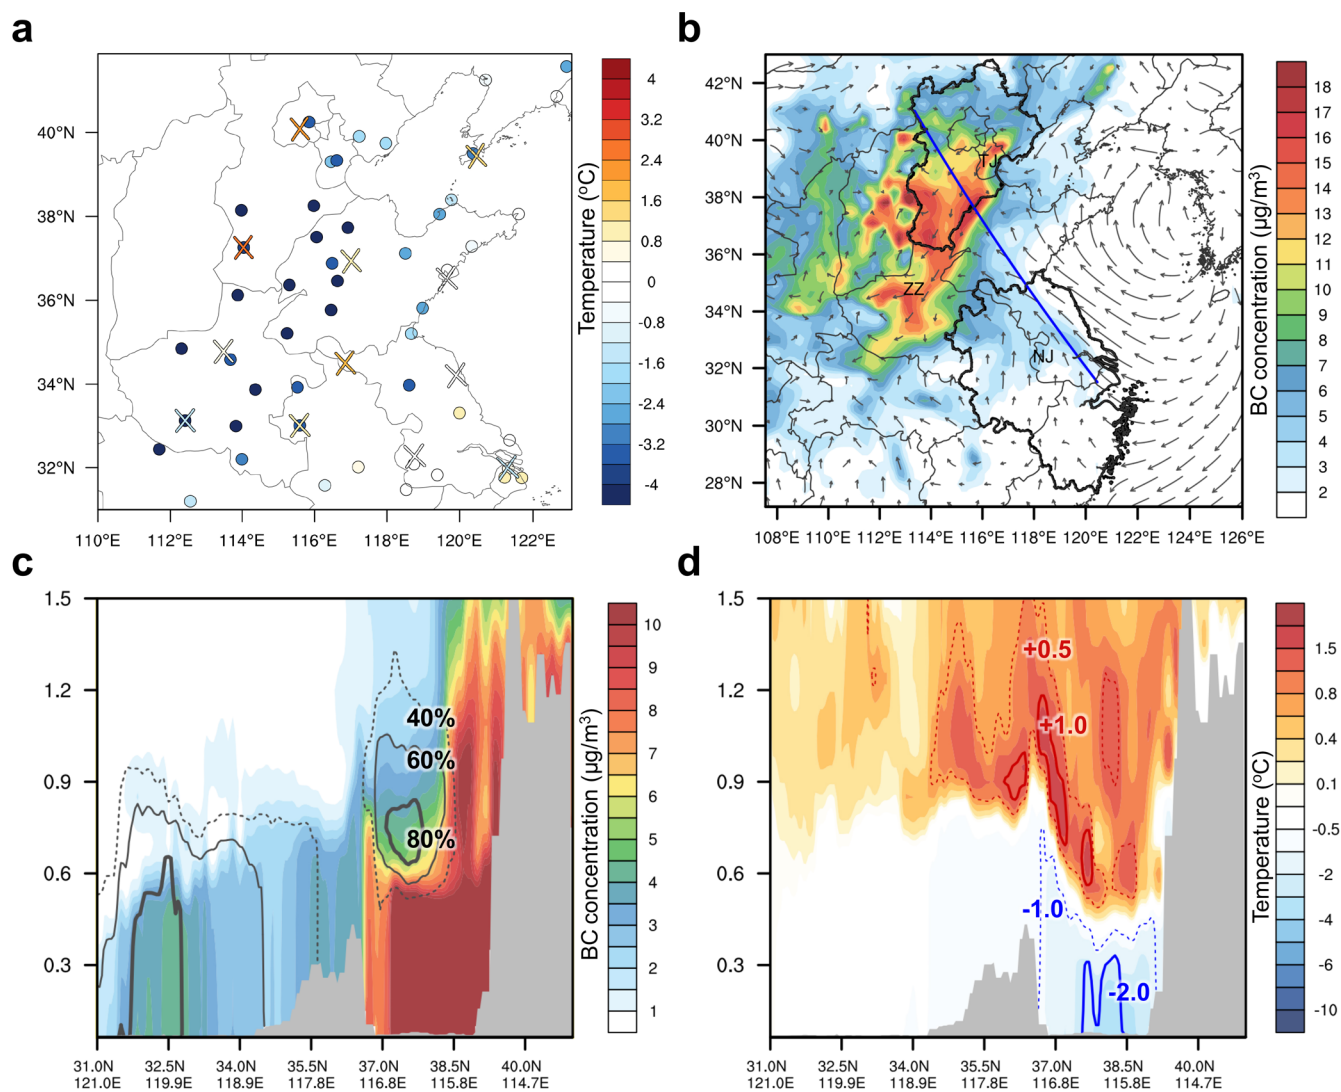 a
40°N
38°N
36°N
34°N
32°N
110°E 112°E 114°E 116°E 118°E 120°E 122°E
4
3.2
2.4
1.6
0.8
0
-0.8
-1.6
-2.4
-3.2
-4
Temperature (°C)
b
42°N
40°N
38°N
36°N
34°N
32°N
30°N
28°N
TJ
ZZ
NJ
108°E 110°E 112°E 114°E 116°E 118°E 120°E 122°E 124°E 126°E
18
17
16
15
14
13
12
11
10
9
8
7
6
5
4
3
2
BC concentration (µg/m³)
c
1.5
1.2
0.9
0.6
0.3
40%
60%
80%
31.0N 32.5N 34.0N 35.5N 37.0N 38.5N 40.0N
121.0E 119.9E 118.9E 117.8E 116.8E 115.8E 114.7E
10
9
8
7
6
5
4
3
2
1
BC concentration (µg/m³)
d
1.5
1.2
0.9
0.6
0.3
+0.5
+1.0
-1.0
-2.0
31.0N 32.5N 34.0N 35.5N 37.0N 38.5N 40.0N
121.0E 119.9E 118.9E 117.8E 116.8E 115.8E 114.7E
1.5
0.8
0.4
0.1
-0.5
-2
-4
-6
-10
Temperature (°C)